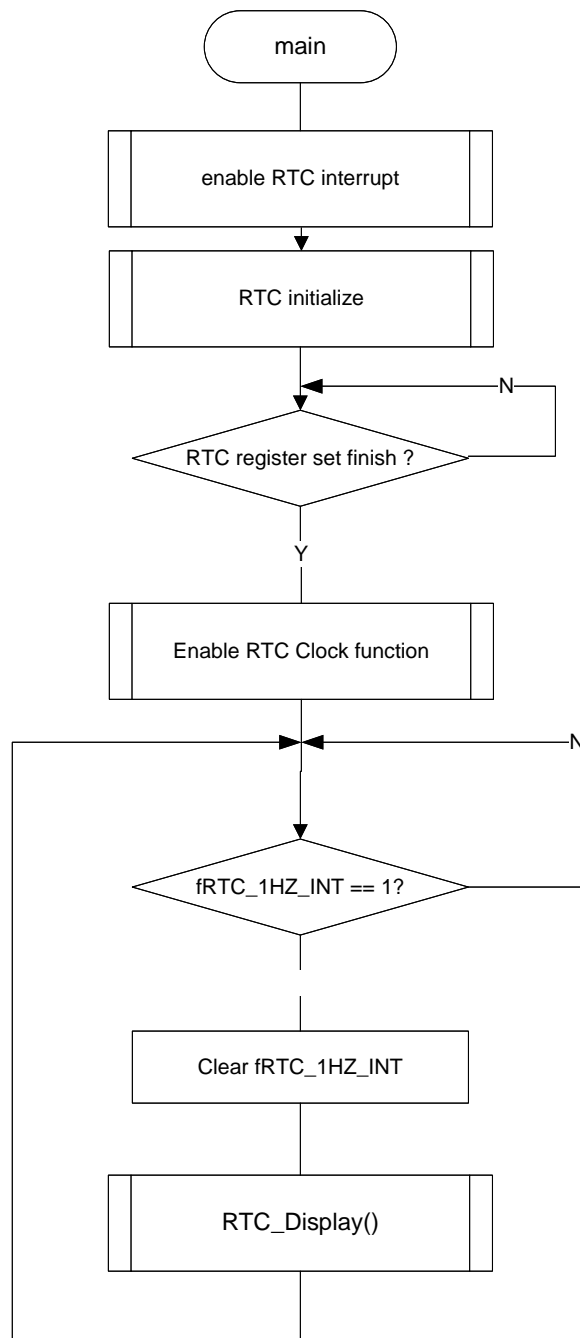 main
enable RTC interrupt
RTC initialize
N
RTC register set finish ?
Y
Enable RTC Clock function
N
fRTC_1HZ_INT == 1?
Clear fRTC_1HZ_INT
RTC_Display()